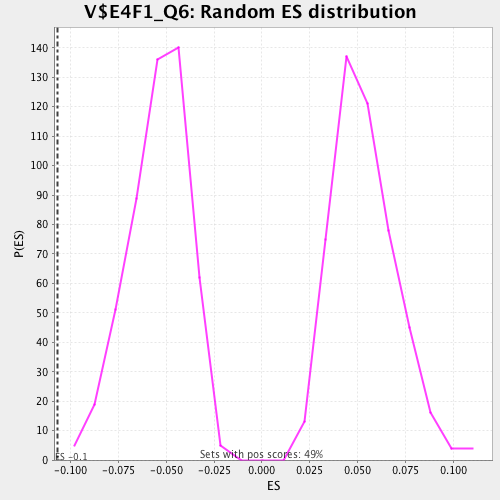 V$E4F1_Q6: Random ES distribution
P(ES)
140
130
120
110
100
90
80
70
60
50
40
30
20
10
0
ES -0.1
Sets with pos scores: 49%
-0.100 -0.075 -0.050 -0.025 0.000 0.025 0.050 0.075 0.100
ES